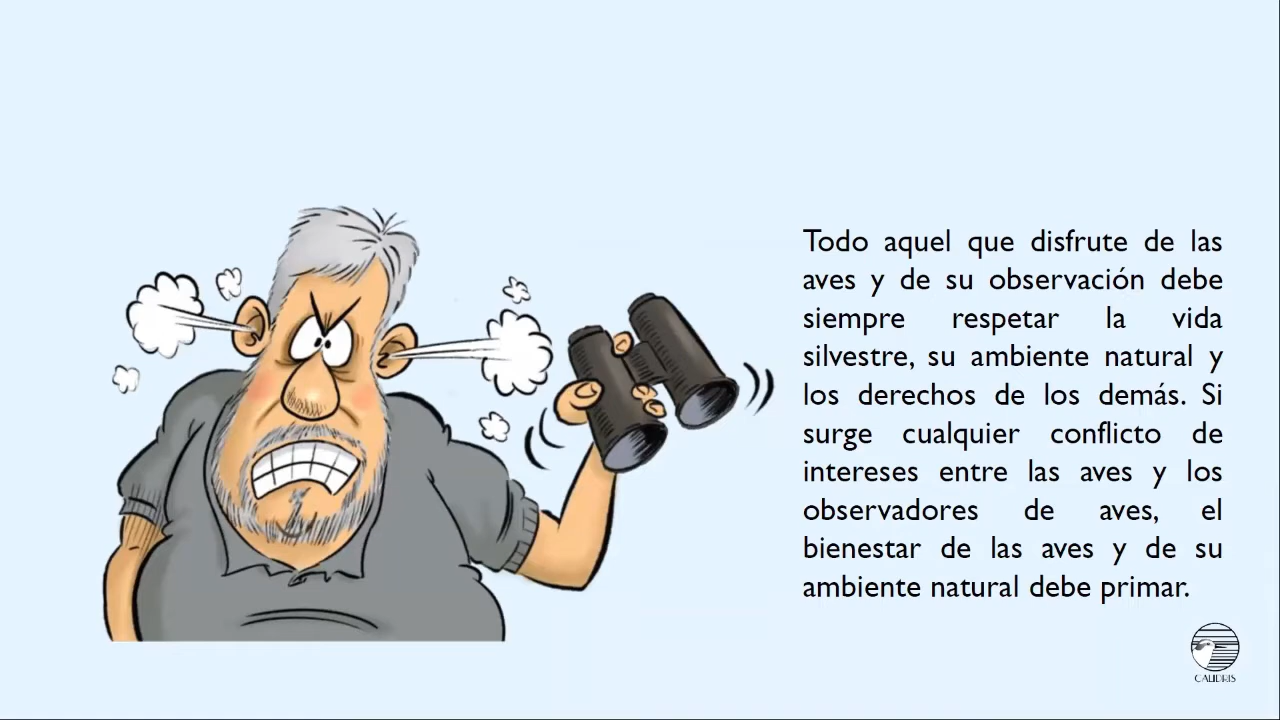 Todo aquel que disfrute de las
aves y de su observación debe
siempre respetar la vida
silvestre, su ambiente natural y
los derechos de los demás. Si
surge cualquier conflicto de
intereses entre las aves y los
observadores de aves, el
bienestar de las aves y de su
ambiente natural debe primar.
CALIDRIS